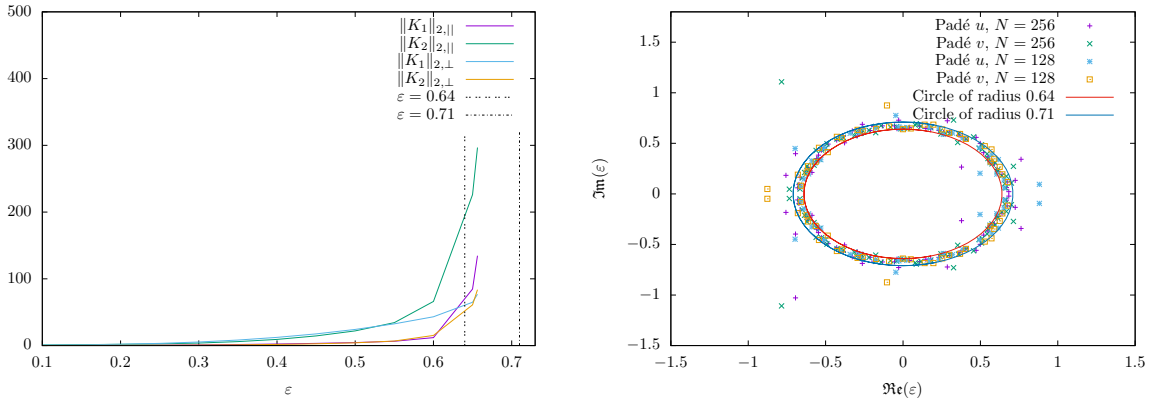 500
400
300
200
100
0
0.1 0.2 0.3 0.4 0.5 0.6 0.7
ε
‖K₁‖₂,||
‖K₂‖₂,||
‖K₁‖₂,⊥
‖K₂‖₂,⊥
ε = 0.64
ε = 0.71
1.5
1
0.5
0
−0.5
−1
−1.5
−1.5 −1 −0.5 0 0.5 1 1.5
ℑm(ε)
ℜe(ε)
Padé u, N = 256
Padé v, N = 256
Padé u, N = 128
Padé v, N = 128
Circle of radius 0.64
Circle of radius 0.71